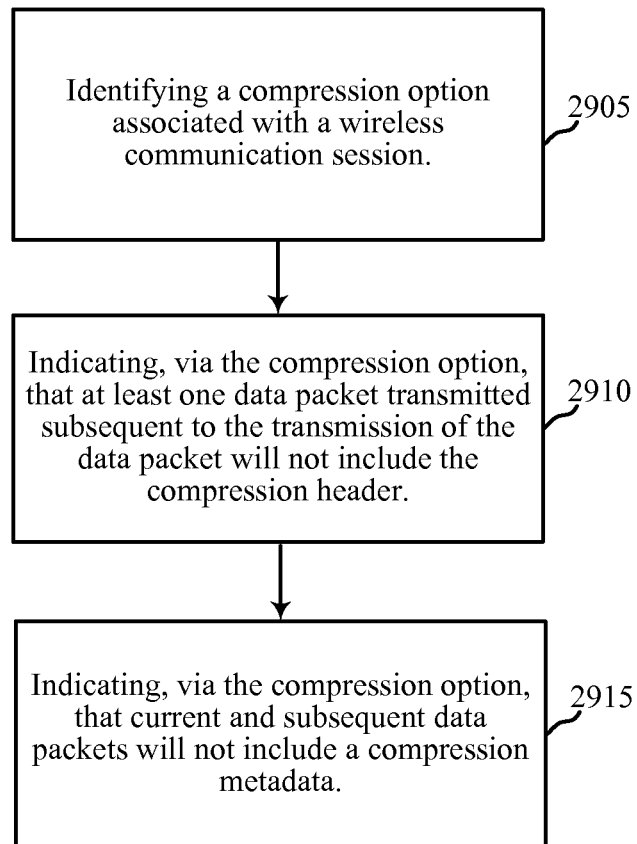 Identifying a compression option
associated with a wireless
communication session.
2905
Indicating, via the compression option,
that at least one data packet transmitted
subsequent to the transmission of the
data packet will not include the
compression header.
2910
Indicating, via the compression option,
that current and subsequent data
packets will not include a compression
metadata.
2915